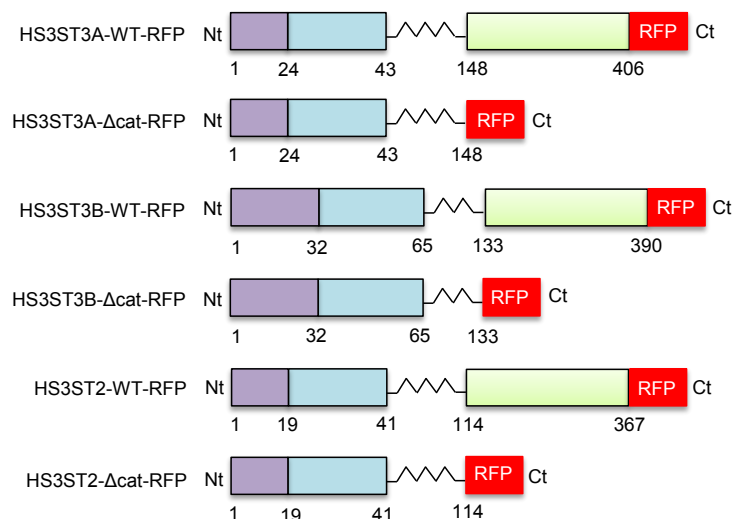 HS3ST3A-WT-RFP Nt RFP Ct
1 24 43 148 406
HS3ST3A-Δcat-RFP Nt RFP Ct
1 24 43 148
HS3ST3B-WT-RFP Nt RFP Ct
1 32 65 133 390
HS3ST3B-Δcat-RFP Nt RFP Ct
1 32 65 133
HS3ST2-WT-RFP Nt RFP Ct
1 19 41 114 367
HS3ST2-Δcat-RFP Nt RFP Ct
1 19 41 114